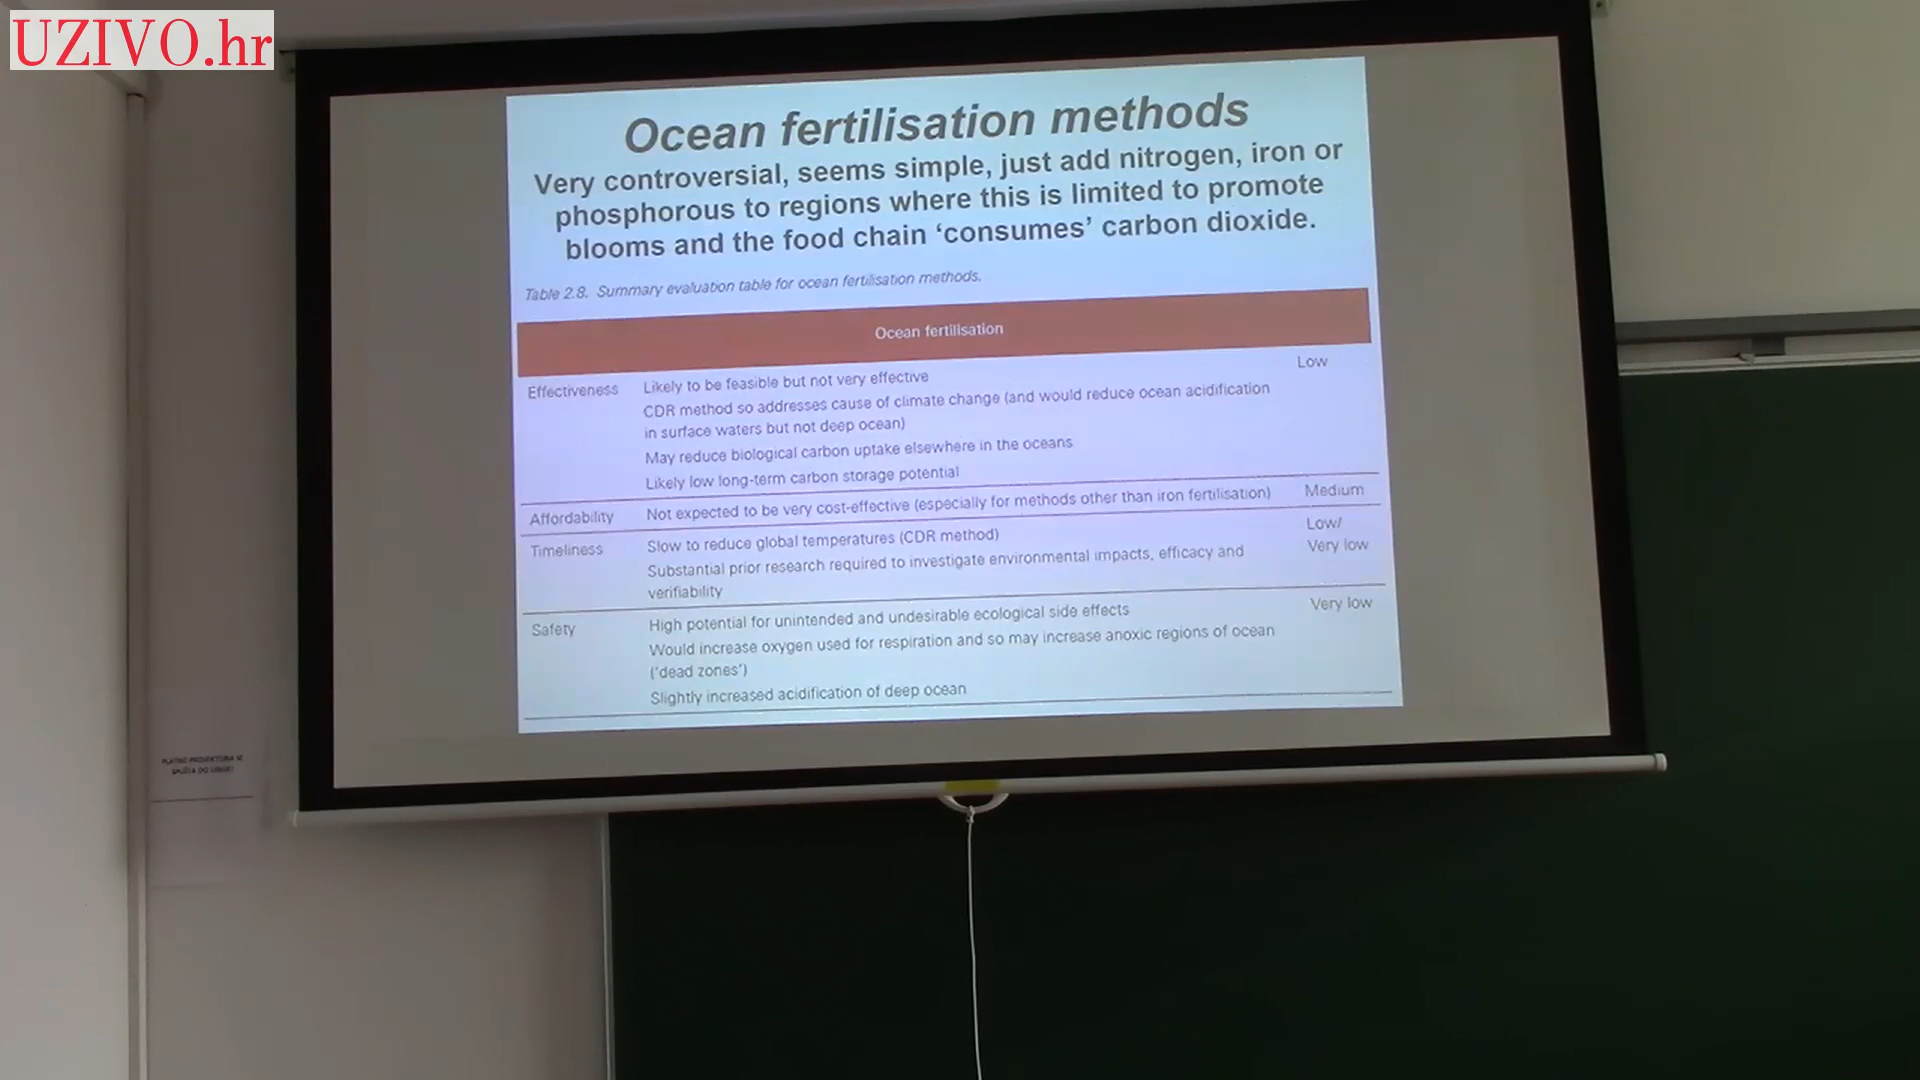 UZIVO.hr
Ocean fertilisation methods
Very controversial, seems simple, just add nitrogen, iron or
phosphorous to regions where this is limited to promote
blooms and the food chain ‘consumes’ carbon dioxide.
Table 2.8. Summary evaluation table for ocean fertilisation methods.
Ocean fertilisation
Effectiveness Likely to be feasible but not very effective Low
CDR method so addresses cause of climate change (and would reduce ocean acidification
in surface waters but not deep ocean)
May reduce biological carbon uptake elsewhere in the oceans
Likely low long-term carbon storage potential
Affordability Not expected to be very cost-effective (especially for methods other than iron fertilisation) Medium
Timeliness Slow to reduce global temperatures (CDR method) Low/
Substantial prior research required to investigate environmental impacts, efficacy and Very low
verifiability
Safety High potential for unintended and undesirable ecological side effects Very low
Would increase oxygen used for respiration and so may increase anoxic regions of ocean
(‘dead zones’)
Slightly increased acidification of deep ocean
PLATNO PROJEKTORA SE
SPUŠTA DO